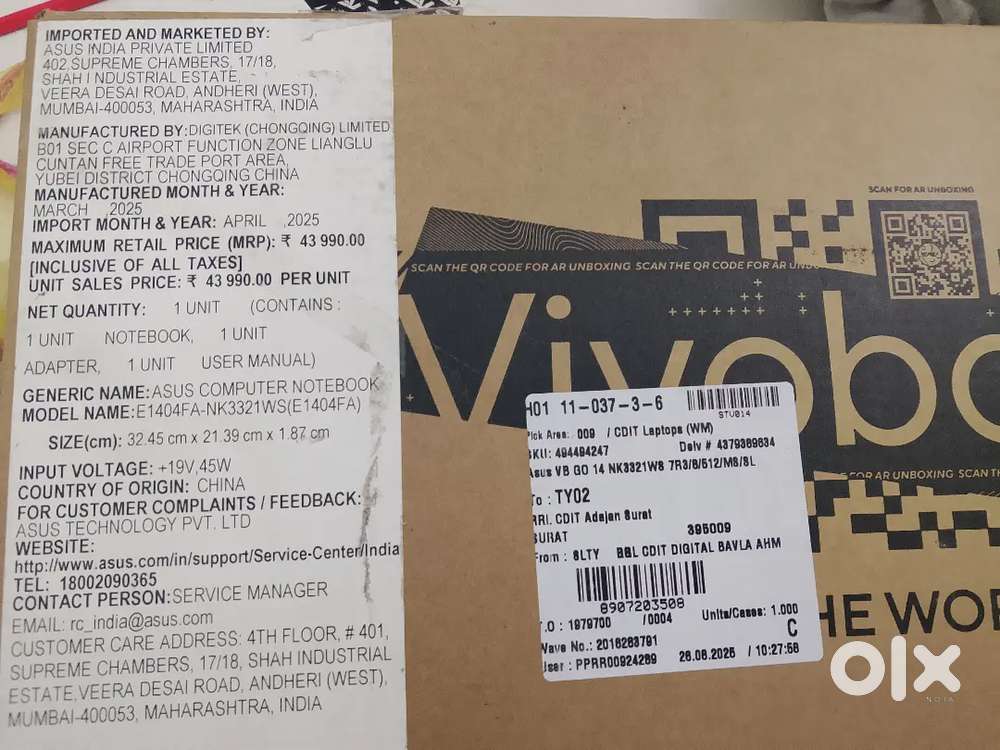 IMPORTED AND MARKETED BY:
ASUS INDIA PRIVATE LIMITED
402 SUPREME CHAMBERS, 17/18,
SHAH I NDUSTRIAL ESTATE,
VEERA DESAI ROAD, ANDHERI (WEST),
MUMBAI-400053, MAHARASHTRA, INDIA
MANUFACTURED BY:DIGITEK (CHONGQING) LIMITED
B01 SEC C AIRPORT FUNCTION ZONE LIANGLU
CUNTAN FREE TRADE PORT AREA,
YUBEI DISTRICT CHONGQING CHINA
MANUFACTURED MONTH & YEAR:
MARCH ,2025
IMPORT MONTH & YEAR: APRIL ,2025
MAXIMUM RETAIL PRICE (MRP): ₹ 43 990.00
[INCLUSIVE OF ALL TAXES]
UNIT SALES PRICE: ₹ 43 990.00 PER UNIT
NET QUANTITY: 1 UNIT (CONTAINS :
1 UNIT NOTEBOOK, 1 UNIT
ADAPTER, 1 UNIT USER MANUAL)
GENERIC NAME:ASUS COMPUTER NOTEBOOK
MODEL NAME:E1404FA-NK3321WS(E1404FA)
SIZE(cm): 32.45 cm x 21.39 cm x 1.87 cm
INPUT VOLTAGE: +19V,45W
COUNTRY OF ORIGIN: CHINA
FOR CUSTOMER COMPLAINTS / FEEDBACK:
ASUS TECHNOLOGY PVT. LTD
WEBSITE:
http://www.asus.com/in/support/Service-Center/India
TEL: 18002090365
CONTACT PERSON:SERVICE MANAGER
EMAIL: rc_india@asus.com
CUSTOMER CARE ADDRESS: 4TH FLOOR, # 401,
SUPREME CHAMBERS, 17/18, SHAH INDUSTRIAL
ESTATE,VEERA DESAI ROAD, ANDHERI (WEST),
MUMBAI-400053, MAHARASHTRA, INDIA
SCAN FOR AR UNBOXING
SCAN THE QR CODE FOR AR UNBOXING SCAN THE QR CODE FOR AR UNBO
Vivobo
FOR AR UNBOXING SCAN TH
HE WOR
H01 11-037-3-6
STV014
Pick Area: 009 / CDIT Laptops (WM)
SKU: 494494247 Delv # 4379389834
Asus VB GO 14 NK3321WS 7R3/8/512/MS/SL
To : TY02
RRl. CDIT Adajan Surat
SURAT 395009
From : SLTY BBL CDIT DIGITAL BAVLA AHM
8907203508
T.O : 1979700 /0004 Units/Cases: 1.000
Wave No.: 2016283791 C
User : PPRR00924289 26.08.2025 / 10:27:58
olx
INDIA